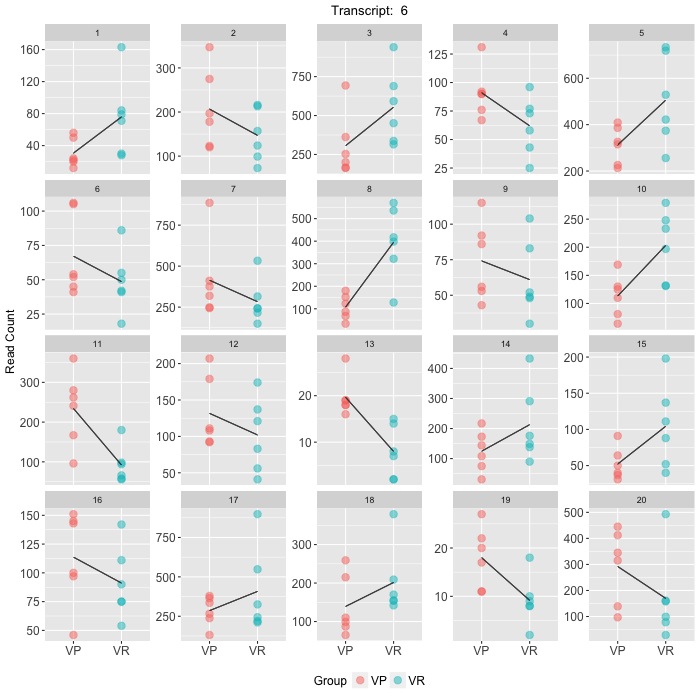 Transcript: 6
1 2 3 4 5
160 300 750 125 600
120 100
80 200 500 75 400
40 100 250 50
25 200
6 7 8 9 10
100 750 500 100 250
75 500 400 75 200
50 300 150
25 250 200 50 100
100
Read Count
11 12 13 14 15
300 200 20 400 200
200 150 300 150
100 100 10 200 100
50 100 50
16 17 18 19 20
150 750 300 20 500
125 400
100 500 200 300
75 250 10 200
50 100 100
VP VR VP VR VP VR VP VR VP VR
Group VP VR